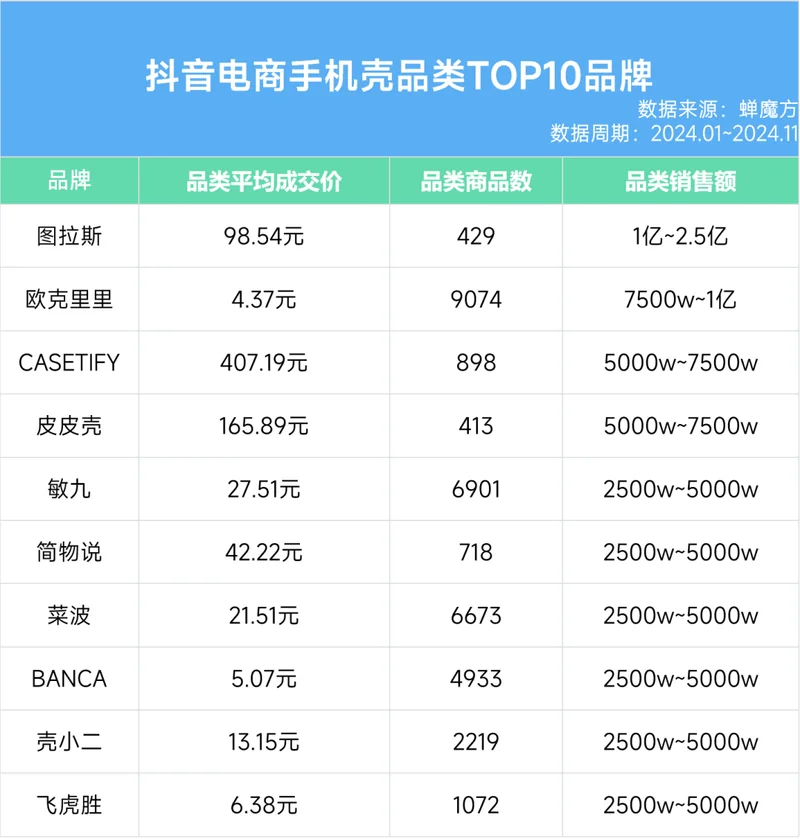 抖音电商手机壳品类TOP10品牌
数据来源：蝉魔方
数据周期：2024.01~2024.11
品牌 品类平均成交价 品类商品数 品类销售额
图拉斯 98.54元 429 1亿~2.5亿
欧克里里 4.37元 9074 7500w~1亿
CASETIFY 407.19元 898 5000w~7500w
皮皮壳 165.89元 413 5000w~7500w
敏九 27.51元 6901 2500w~5000w
简物说 42.22元 718 2500w~5000w
菜波 21.51元 6673 2500w~5000w
BANCA 5.07元 4933 2500w~5000w
壳小二 13.15元 2219 2500w~5000w
飞虎胜 6.38元 1072 2500w~5000w